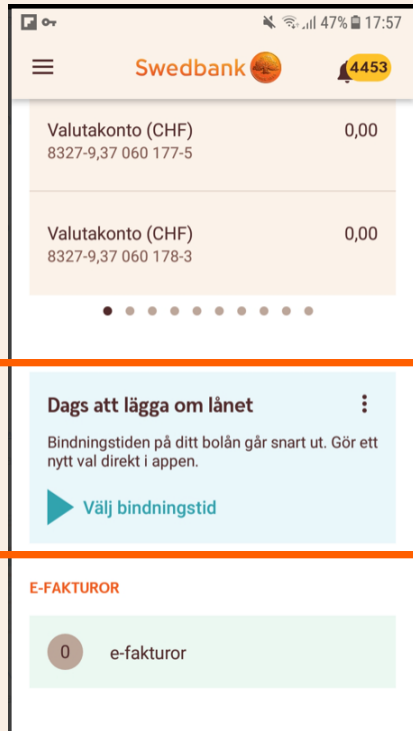 47% 17:57
Swedbank
4453
Valutakonto (CHF) 0,00
8327-9,37 060 177-5
Valutakonto (CHF) 0,00
8327-9,37 060 178-3
Dags att lägga om lånet
Bindningstiden på ditt bolån går snart ut. Gör ett
nytt val direkt i appen.
Välj bindningstid
E-FAKTUROR
0 e-fakturor